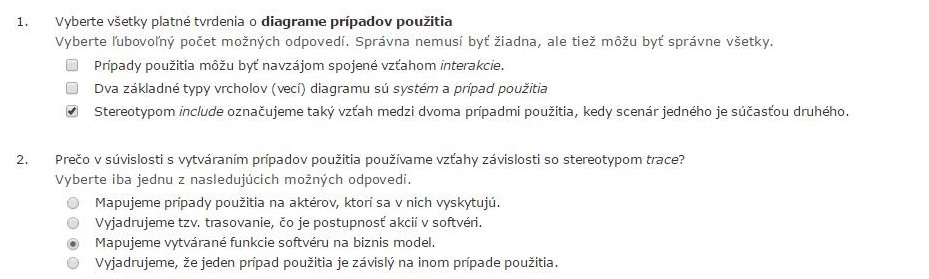 1. Vyberte všetky platné tvrdenia o diagrame prípadov použitia
Vyberte ľubovoľný počet možných odpovedí. Správna nemusí byť žiadna, ale tiež môžu byť správne všetky.
Prípady použitia môžu byť navzájom spojené vzťahom interakcie.
Dva základné typy vrcholov (vecí) diagramu sú systém a prípad použitia
Stereotypom include označujeme taký vzťah medzi dvoma prípadmi použitia, kedy scenár jedného je súčasťou druhého.
2. Prečo v súvislosti s vytváraním prípadov použitia používame vzťahy závislosti so stereotypom trace?
Vyberte iba jednu z nasledujúcich možných odpovedí.
Mapujeme prípady použitia na aktérov, ktorí sa v nich vyskytujú.
Vyjadrujeme tzv. trasovanie, čo je postupnosť akcií v softvéri.
Mapujeme vytvárané funkcie softvéru na biznis model.
Vyjadrujeme, že jeden prípad použitia je závislý na inom prípade použitia.